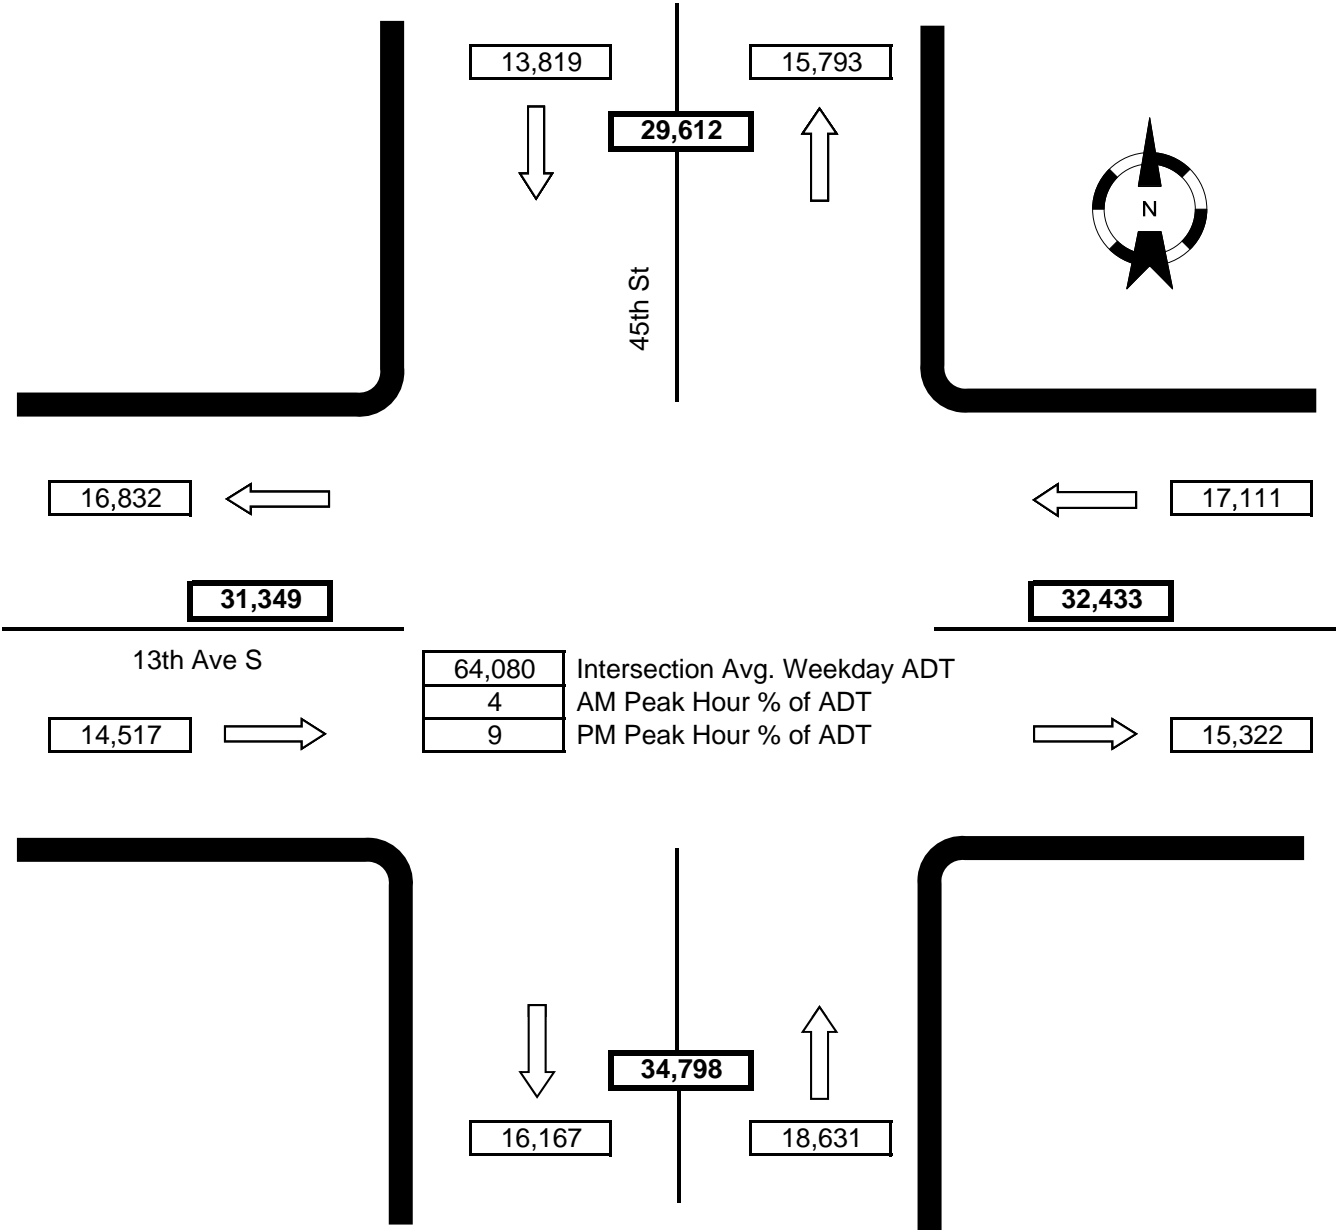 13,819
15,793
29,612
N
45th St
16,832
17,111
31,349
32,433
13th Ave S
64,080 Intersection Avg. Weekday ADT
4 AM Peak Hour % of ADT
9 PM Peak Hour % of ADT
14,517
15,322
34,798
16,167
18,631